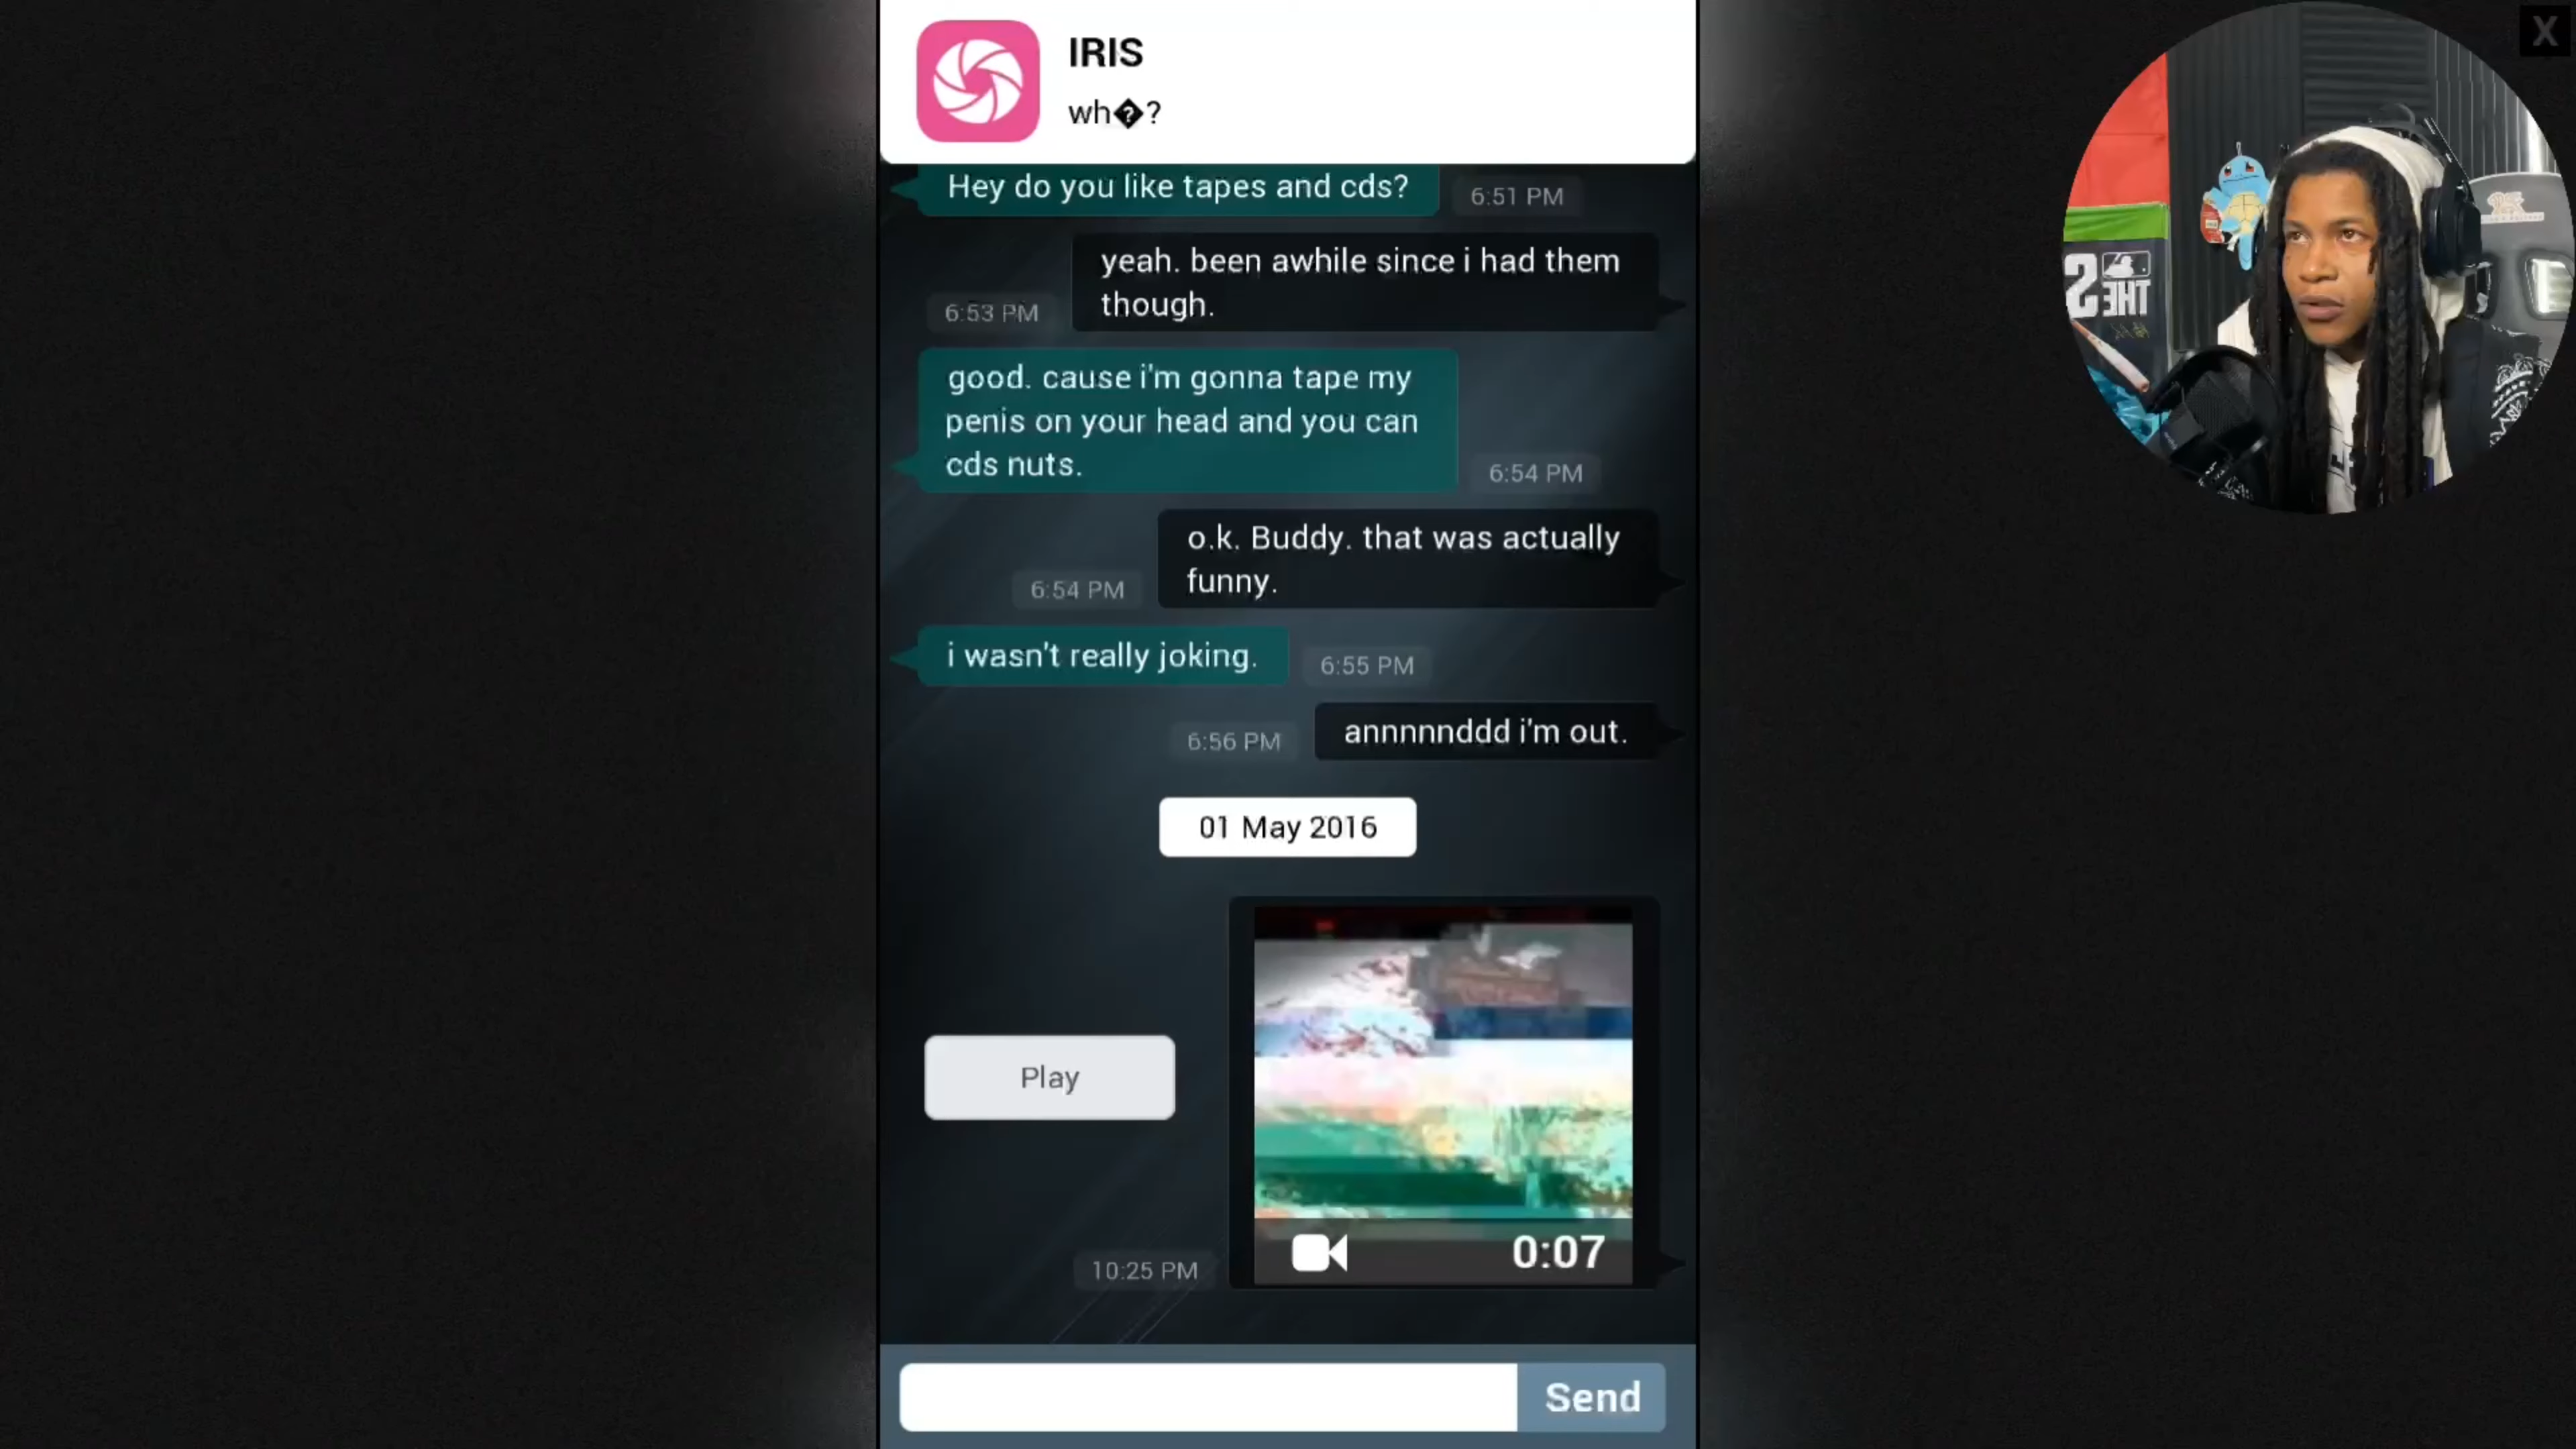 IRIS
wh�?
X
Hey do you like tapes and cds?
6:51 PM
yeah. been awhile since i had them
though.
6:53 PM
good. cause i'm gonna tape my
penis on your head and you can
cds nuts.
6:54 PM
o.k. Buddy. that was actually
funny.
6:54 PM
i wasn't really joking.
6:55 PM
annnnnddd i'm out.
6:56 PM
01 May 2016
Play
0:07
10:25 PM
Send
THE